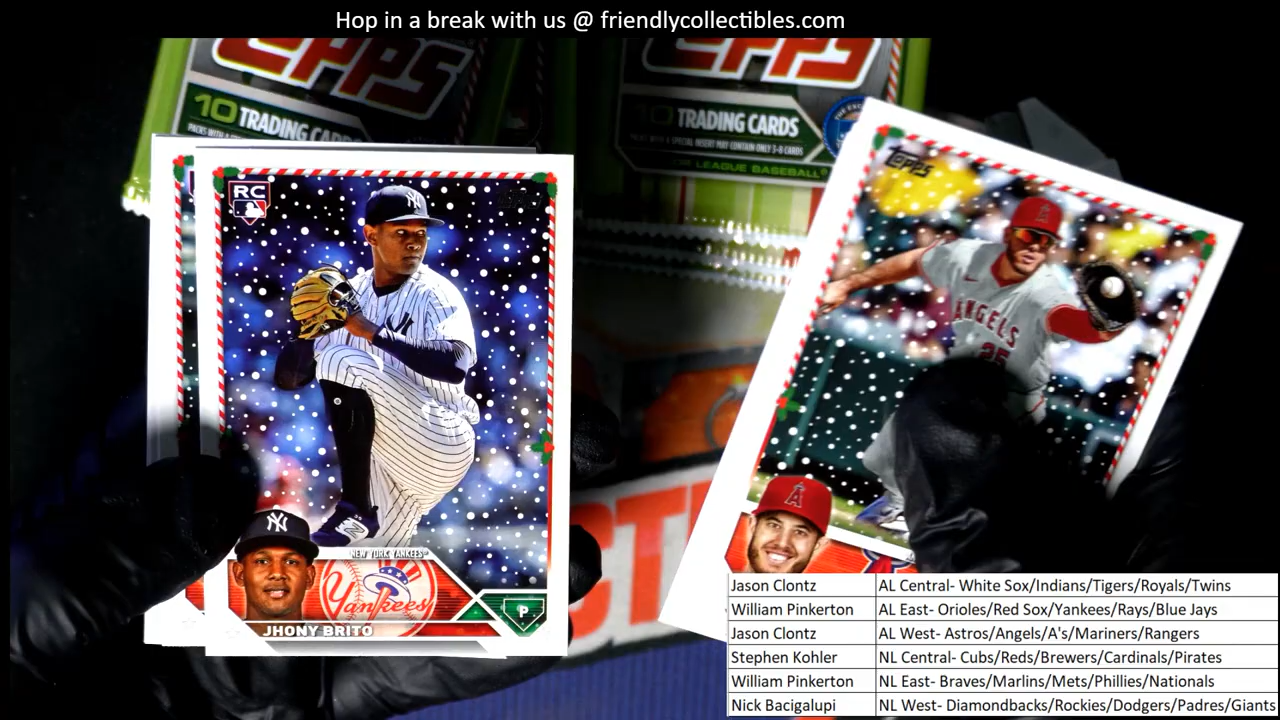 Hop in a break with us @ friendlycollectibles.com
10 TRADING CARDS
10 TRADING CARDS
OR LEAGUE BASEBALL
TOPPS
RC
ANGELS
25
NEW YORK YANKEES
Yankees
P
JHONY BRITO
Jason Clontz AL Central- White Sox/Indians/Tigers/Royals/Twins
William Pinkerton AL East- Orioles/Red Sox/Yankees/Rays/Blue Jays
Jason Clontz AL West- Astros/Angels/A's/Mariners/Rangers
Stephen Kohler NL Central- Cubs/Reds/Brewers/Cardinals/Pirates
William Pinkerton NL East- Braves/Marlins/Mets/Phillies/Nationals
Nick Bacigalupi NL West- Diamondbacks/Rockies/Dodgers/Padres/Giants